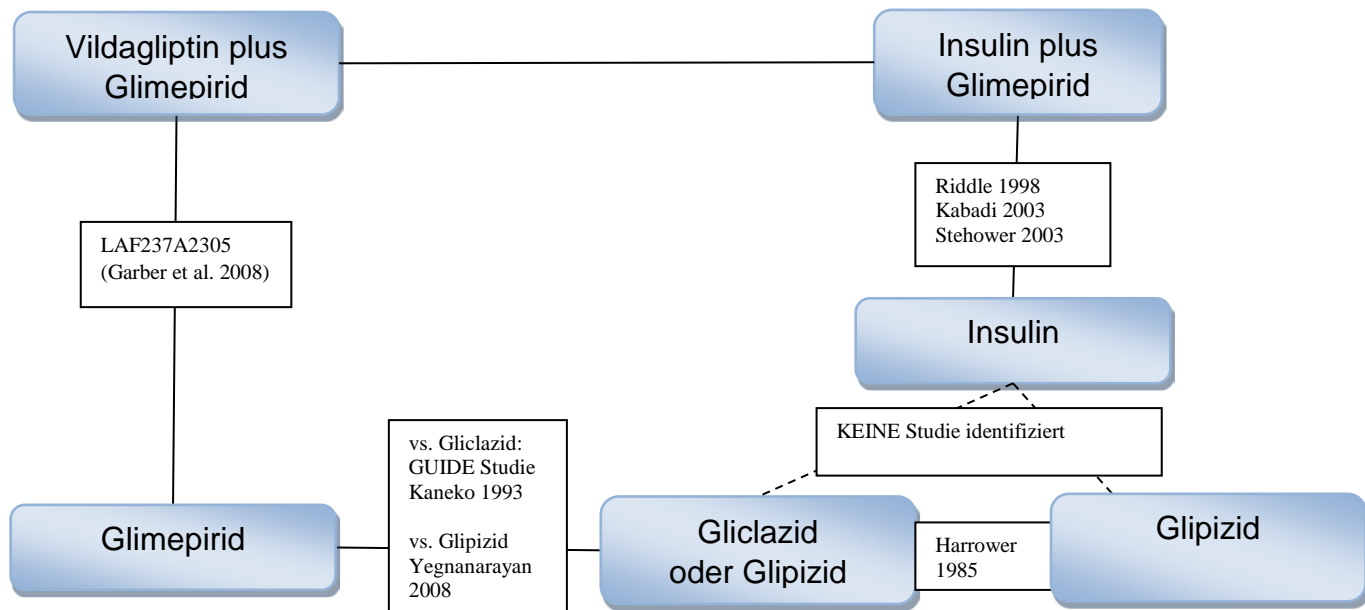 Vildagliptin plus
Glimepirid
Insulin plus
Glimepirid
LAF237A2305
(Garber et al. 2008)
Riddle 1998
Kabadi 2003
Stehower 2003
Insulin
KEINE Studie identifiziert
vs. Gliclazid:
GUIDE Studie
Kaneko 1993
vs. Glipizid
Yegnanarayan
2008
Glimepirid
Gliclazid
oder Glipizid
Harrower
1985
Glipizid